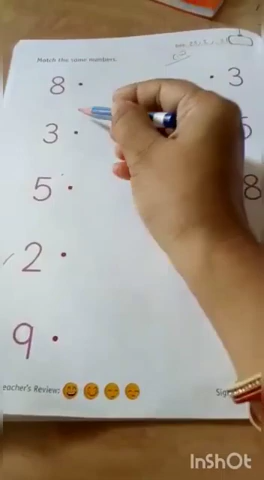 Match the same numbers.
8 · · 3
3 · 5
5 · 8
2 ·
9 ·
Teacher's Review:
InShOt